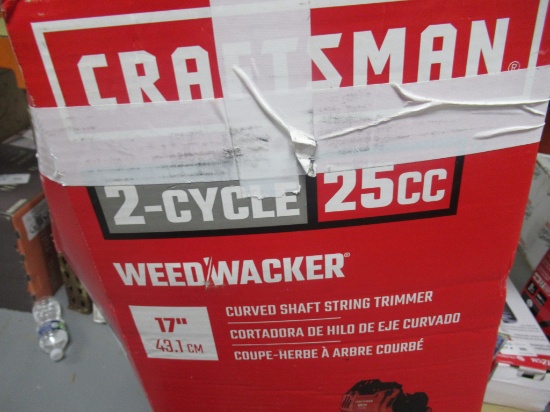 CRAFTSMAN®
2-CYCLE 25CC
WEEDWACKER®
17"
43.1 CM
CURVED SHAFT STRING TRIMMER
CORTADORA DE HILO DE EJE CURVADO
COUPE-HERBE À ARBRE COURBÉ